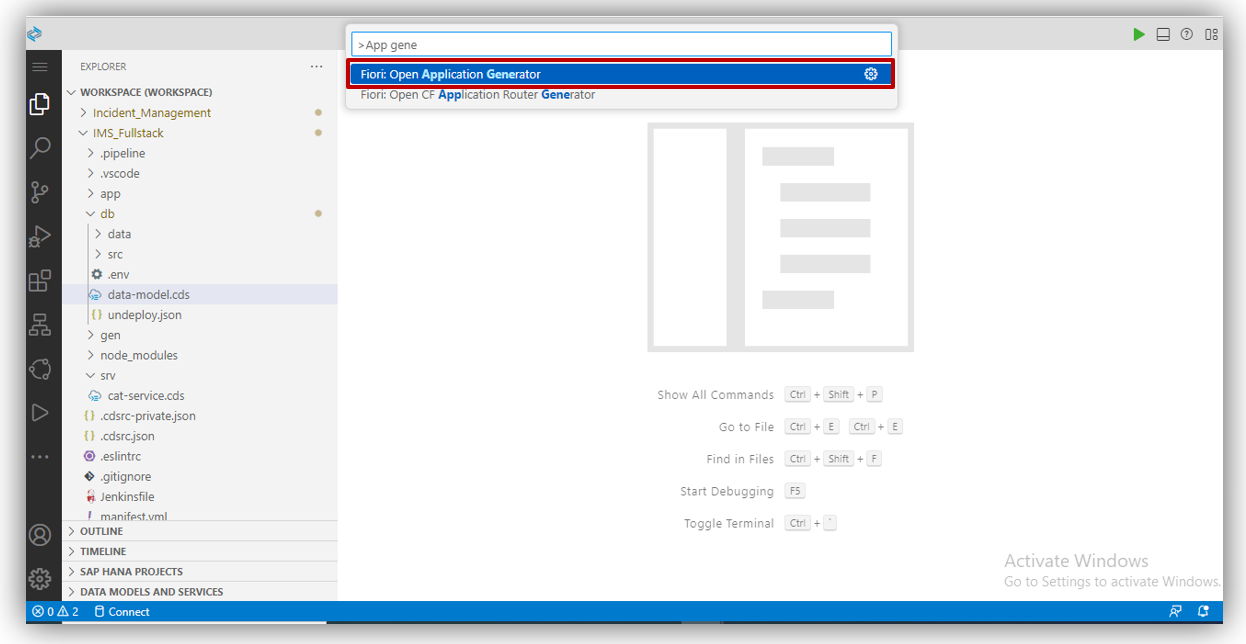 >App gene
Fiori: Open Application Generator
Fiori: Open CF Application Router Generator
EXPLORER
WORKSPACE (WORKSPACE)
Incident_Management
IMS_Fullstack
.pipeline
.vscode
app
db
data
src
.env
data-model.cds
undeploy.json
gen
node_modules
srv
cat-service.cds
.cdsrc-private.json
.cdsrc.json
.eslintrc
.gitignore
Jenkinsfile
manifest.yml
OUTLINE
TIMELINE
SAP HANA PROJECTS
DATA MODELS AND SERVICES
Show All Commands Ctrl + Shift + P
Go to File Ctrl + E Ctrl + E
Find in Files Ctrl + Shift + F
Start Debugging F5
Toggle Terminal Ctrl + `
Activate Windows
Go to Settings to activate Windows.
0 2 Connect